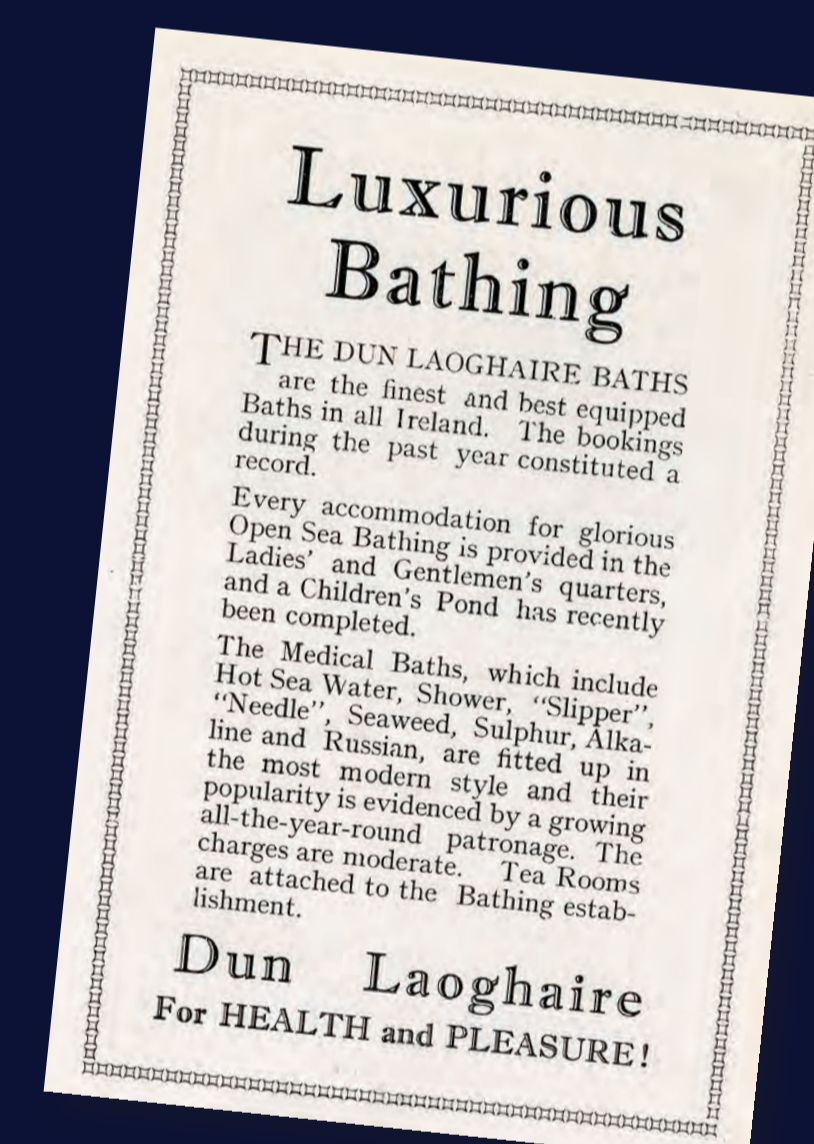 Luxurious
Bathing
THE DUN LAOGHAIRE BATHS
are the finest and best equipped
Baths in all Ireland. The bookings
during the past year constituted a
record.
Every accommodation for glorious
Open Sea Bathing is provided in the
Ladies' and Gentlemen's quarters,
and a Children's Pond has recently
been completed.
The Medical Baths, which include
Hot Sea Water, Shower, "Slipper",
"Needle", Seaweed, Sulphur, Alka-
line and Russian, are fitted up in
the most modern style and their
popularity is evidenced by a growing
all-the-year-round patronage. The
charges are moderate. Tea Rooms
are attached to the Bathing estab-
lishment.
Dun Laoghaire
For HEALTH and PLEASURE!